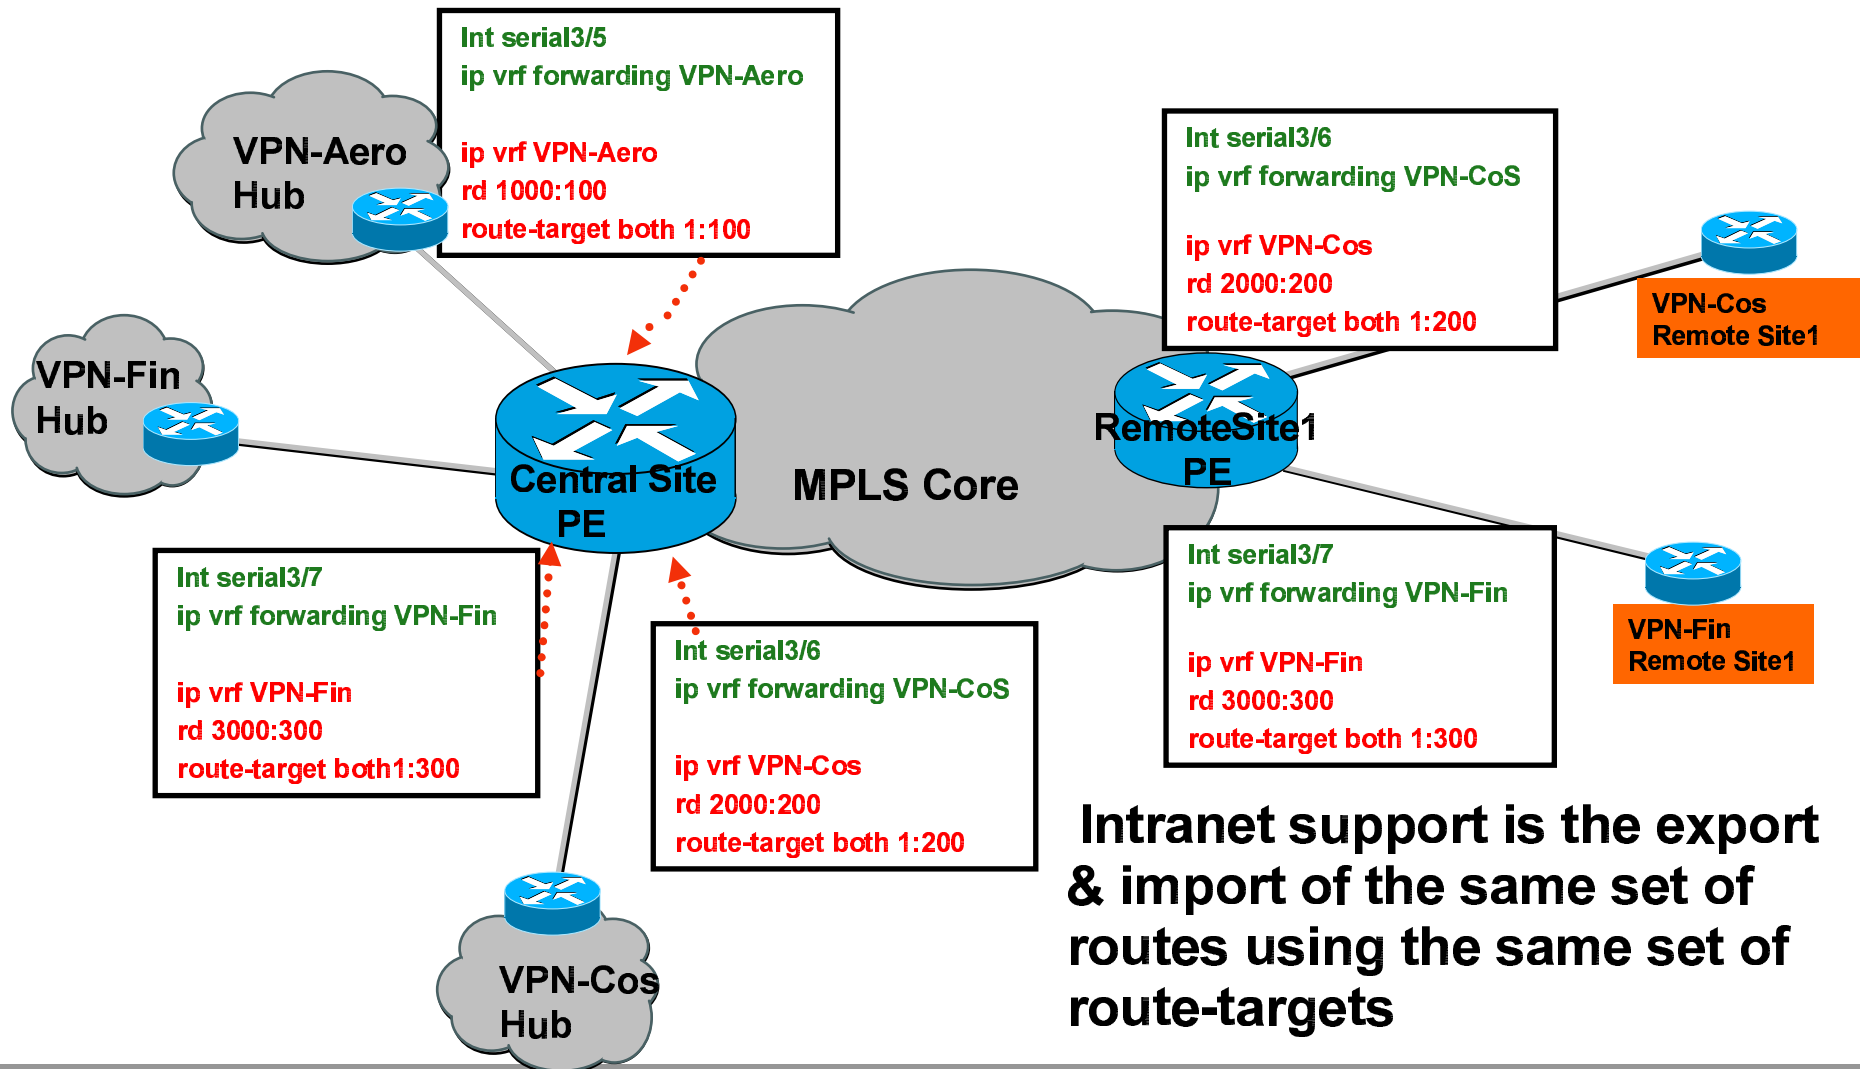 Int serial3/5
ip vrf forwarding VPN-Aero
ip vrf VPN-Aero
rd 1000:100
route-target both 1:100
VPN-Aero
Hub
Int serial3/6
ip vrf forwarding VPN-CoS
ip vrf VPN-Cos
rd 2000:200
route-target both 1:200
VPN-Cos
Remote Site1
VPN-Fin
Hub
Central Site
PE
MPLS Core
RemoteSite1
PE
Int serial3/7
ip vrf forwarding VPN-Fin
ip vrf VPN-Fin
rd 3000:300
route-target both1:300
Int serial3/6
ip vrf forwarding VPN-CoS
ip vrf VPN-Cos
rd 2000:200
route-target both 1:200
Int serial3/7
ip vrf forwarding VPN-Fin
ip vrf VPN-Fin
rd 3000:300
route-target both 1:300
VPN-Fin
Remote Site1
VPN-Cos
Hub
Intranet support is the export
& import of the same set of
routes using the same set of
route-targets